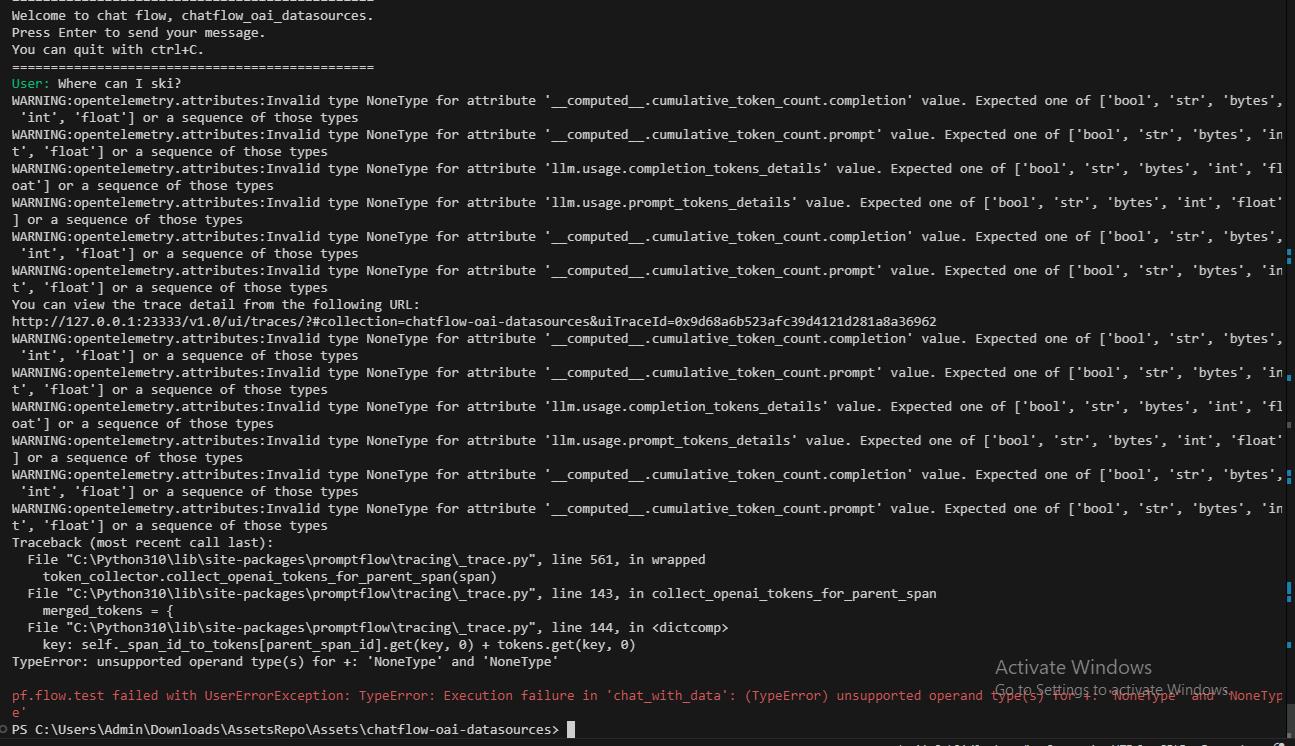 ==============================================
Welcome to chat flow, chatflow_oai_datasources.
Press Enter to send your message.
You can quit with ctrl+C.
==============================================
User: Where can I ski?
WARNING:opentelemetry.attributes:Invalid type NoneType for attribute '__computed__.cumulative_token_count.completion' value. Expected one of ['bool', 'str', 'bytes',
'int', 'float'] or a sequence of those types
WARNING:opentelemetry.attributes:Invalid type NoneType for attribute '__computed__.cumulative_token_count.prompt' value. Expected one of ['bool', 'str', 'bytes', 'in
t', 'float'] or a sequence of those types
WARNING:opentelemetry.attributes:Invalid type NoneType for attribute 'llm.usage.completion_tokens_details' value. Expected one of ['bool', 'str', 'bytes', 'int', 'fl
oat'] or a sequence of those types
WARNING:opentelemetry.attributes:Invalid type NoneType for attribute 'llm.usage.prompt_tokens_details' value. Expected one of ['bool', 'str', 'bytes', 'int', 'float'
] or a sequence of those types
WARNING:opentelemetry.attributes:Invalid type NoneType for attribute '__computed__.cumulative_token_count.completion' value. Expected one of ['bool', 'str', 'bytes',
'int', 'float'] or a sequence of those types
WARNING:opentelemetry.attributes:Invalid type NoneType for attribute '__computed__.cumulative_token_count.prompt' value. Expected one of ['bool', 'str', 'bytes', 'in
t', 'float'] or a sequence of those types
You can view the trace detail from the following URL:
http://127.0.0.1:23333/v1.0/ui/traces/?#collection=chatflow-oai-datasources&uiTraceId=0x9d68a6b523afc39d4121d281a8a36962
WARNING:opentelemetry.attributes:Invalid type NoneType for attribute '__computed__.cumulative_token_count.completion' value. Expected one of ['bool', 'str', 'bytes',
'int', 'float'] or a sequence of those types
WARNING:opentelemetry.attributes:Invalid type NoneType for attribute '__computed__.cumulative_token_count.prompt' value. Expected one of ['bool', 'str', 'bytes', 'in
t', 'float'] or a sequence of those types
WARNING:opentelemetry.attributes:Invalid type NoneType for attribute 'llm.usage.completion_tokens_details' value. Expected one of ['bool', 'str', 'bytes', 'int', 'fl
oat'] or a sequence of those types
WARNING:opentelemetry.attributes:Invalid type NoneType for attribute 'llm.usage.prompt_tokens_details' value. Expected one of ['bool', 'str', 'bytes', 'int', 'float'
] or a sequence of those types
WARNING:opentelemetry.attributes:Invalid type NoneType for attribute '__computed__.cumulative_token_count.completion' value. Expected one of ['bool', 'str', 'bytes',
'int', 'float'] or a sequence of those types
WARNING:opentelemetry.attributes:Invalid type NoneType for attribute '__computed__.cumulative_token_count.prompt' value. Expected one of ['bool', 'str', 'bytes', 'in
t', 'float'] or a sequence of those types
Traceback (most recent call last):
File "C:\Python310\lib\site-packages\promptflow\tracing\_trace.py", line 561, in wrapped
token_collector.collect_openai_tokens_for_parent_span(span)
File "C:\Python310\lib\site-packages\promptflow\tracing\_trace.py", line 143, in collect_openai_tokens_for_parent_span
merged_tokens = {
File "C:\Python310\lib\site-packages\promptflow\tracing\_trace.py", line 144, in <dictcomp>
key: self._span_id_to_tokens[parent_span_id].get(key, 0) + tokens.get(key, 0)
TypeError: unsupported operand type(s) for +: 'NoneType' and 'NoneType'
Activate Windows
Go to Settings to activate Windows.
pf.flow.test failed with UserErrorException: TypeError: Execution failure in 'chat_with_data': (TypeError) unsupported operand type(s) for +: 'NoneType' and 'NoneTyp
e'
PS C:\Users\Admin\Downloads\AssetsRepo\Assets\chatflow-oai-datasources>